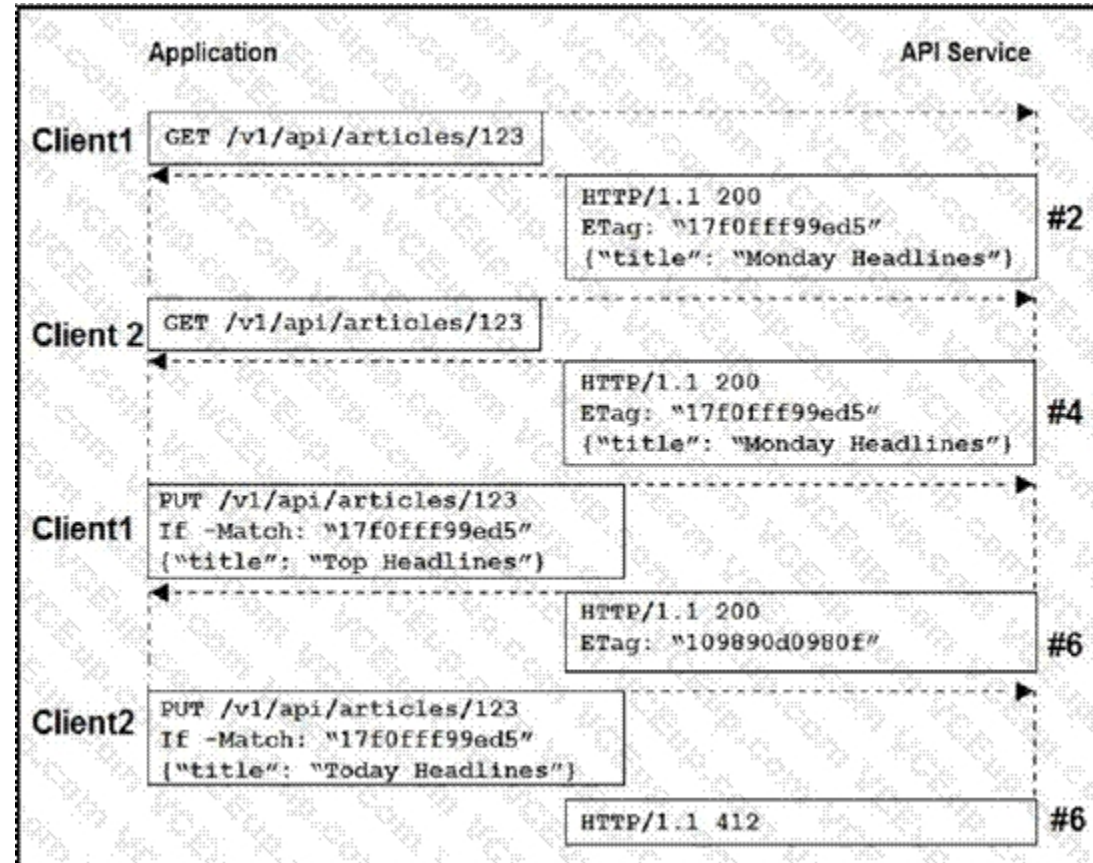 Application API Service
Client1 GET /v1/api/articles/123
HTTP/1.1 200
ETag: “17f0fff99ed5”
{“title”: “Monday Headlines”}
#2
Client 2 GET /v1/api/articles/123
HTTP/1.1 200
ETag: “17f0fff99ed5”
{“title”: “Monday Headlines”}
#4
Client1
PUT /v1/api/articles/123
If -Match: “17f0fff99ed5”
{“title”: “Top Headlines”}
HTTP/1.1 200
ETag: “109890d0980f”
#6
Client2
PUT /v1/api/articles/123
If -Match: “17f0fff99ed5”
{“title”: “Today Headlines”}
HTTP/1.1 412
#6